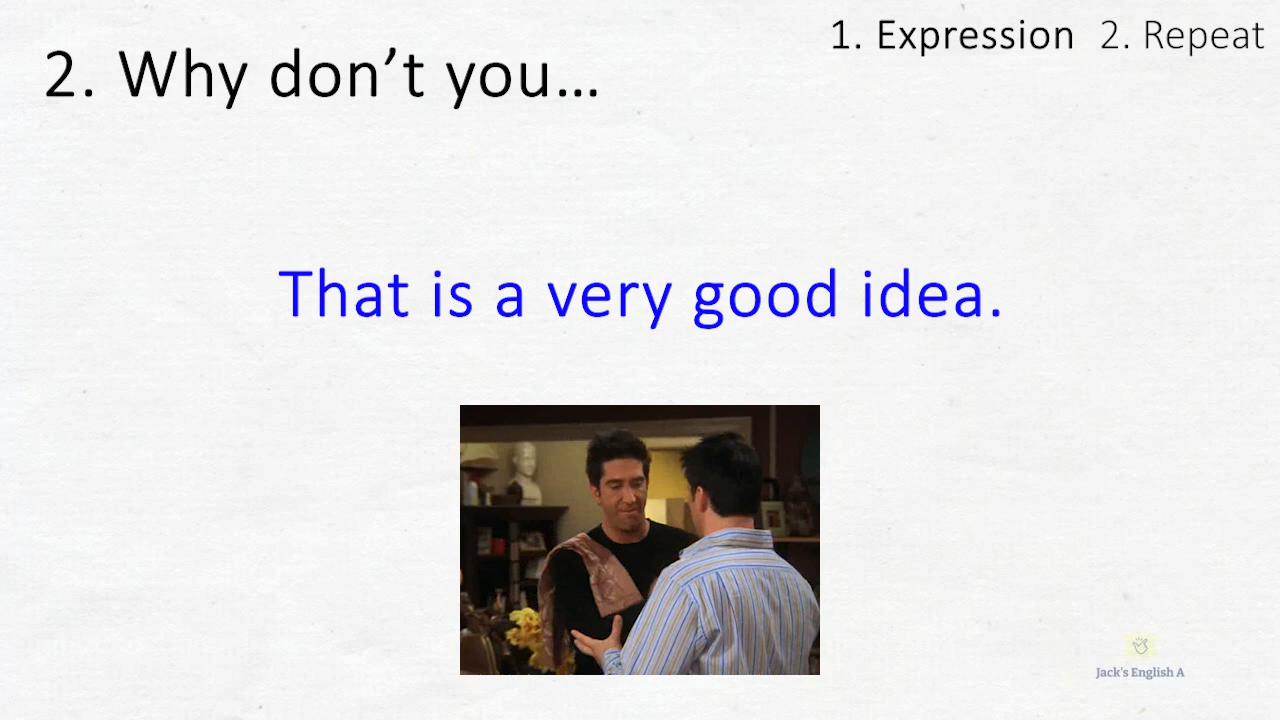 1. Expression 2. Repeat
2. Why don’t you…
That is a very good idea.
Jack's English A